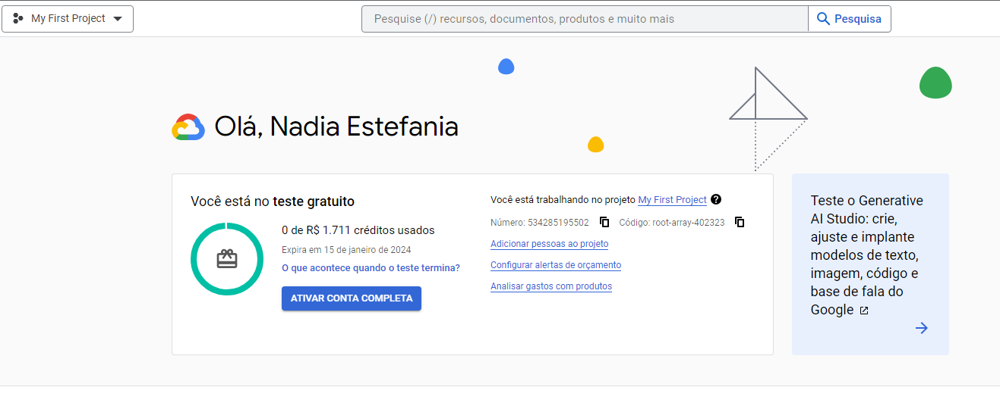 My First Project
Pesquise (/) recursos, documentos, produtos e muito mais
Pesquisa
Olá, Nadia Estefania
Você está no teste gratuito
0 de R$ 1.711 créditos usados
Expira em 15 de janeiro de 2024
O que acontece quando o teste termina?
ATIVAR CONTA COMPLETA
Você está trabalhando no projeto My First Project
Número: 534285195502 Código: root-array-402323
Adicionar pessoas ao projeto
Configurar alertas de orçamento
Analisar gastos com produtos
Teste o Generative
AI Studio: crie,
ajuste e implante
modelos de texto,
imagem, código e
base de fala do
Google